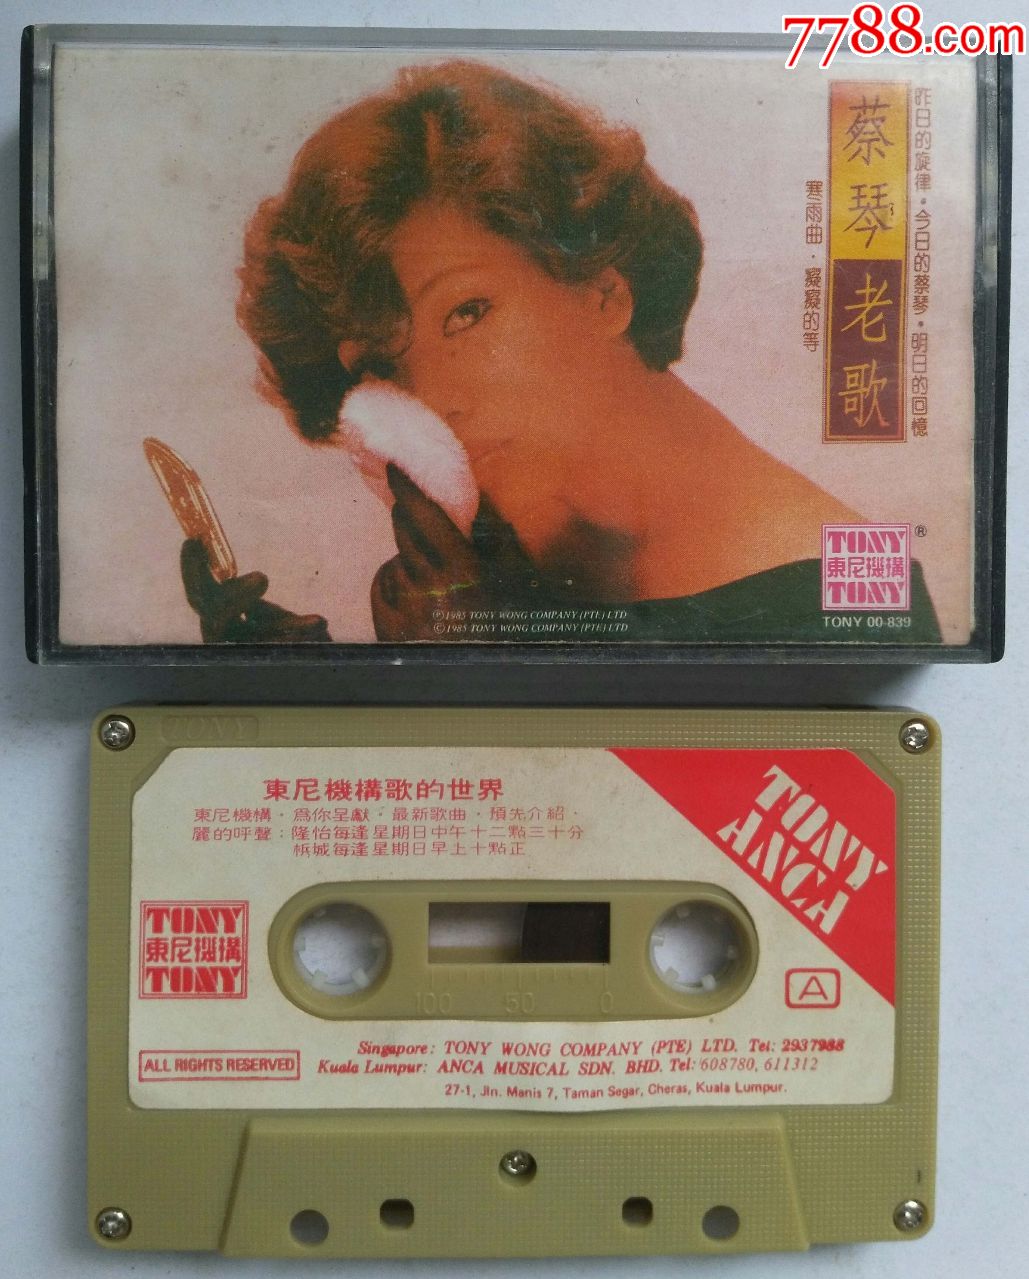 7788.com
昨日的旋律·今日的蔡琴·明日的回憶
蔡琴老歌
寒雨曲·癡癡的等
TONY
東尼機構
TONY
®
TONY 00-839
Ⓟ1985 TONY WONG COMPANY (PTE) LTD
©1985 TONY WONG COMPANY (PTE) LTD
TONY
東尼機構歌的世界
東尼機構·為你呈獻·最新歌曲·預先介紹·
麗的呼聲：隆怡每逢星期日中午十二點三十分
梹城每逢星期日早上十點正
TONY
ANCA
TONY
東尼機構
TONY
100 50 0
A
ALL RIGHTS RESERVED
Singapore: TONY WONG COMPANY (PTE) LTD. Tel: 2937988
Kuala Lumpur: ANCA MUSICAL SDN. BHD. Tel: 608780, 611312
27-1, Jln. Manis 7, Taman Segar, Cheras, Kuala Lumpur.